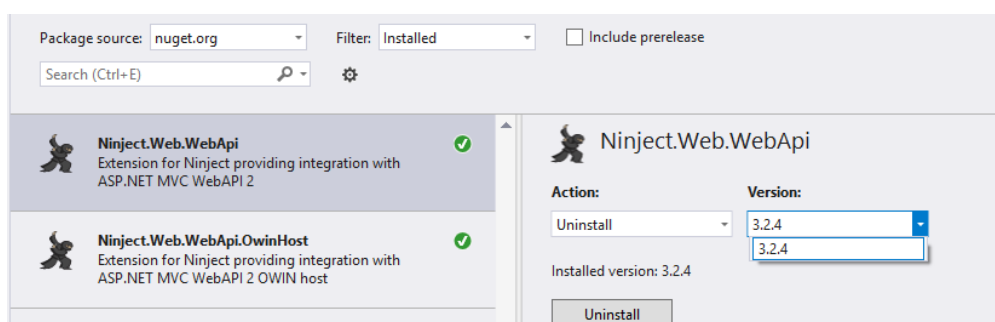 Package source: nuget.org Filter: Installed Include prerelease
Search (Ctrl+E)
Ninject.Web.WebApi
Extension for Ninject providing integration with
ASP.NET MVC WebAPI 2
Ninject.Web.WebApi.OwinHost
Extension for Ninject providing integration with
ASP.NET MVC WebAPI 2 OWIN host
Ninject.Web.WebApi
Action: Version:
Uninstall 3.2.4
3.2.4
Installed version: 3.2.4
Uninstall